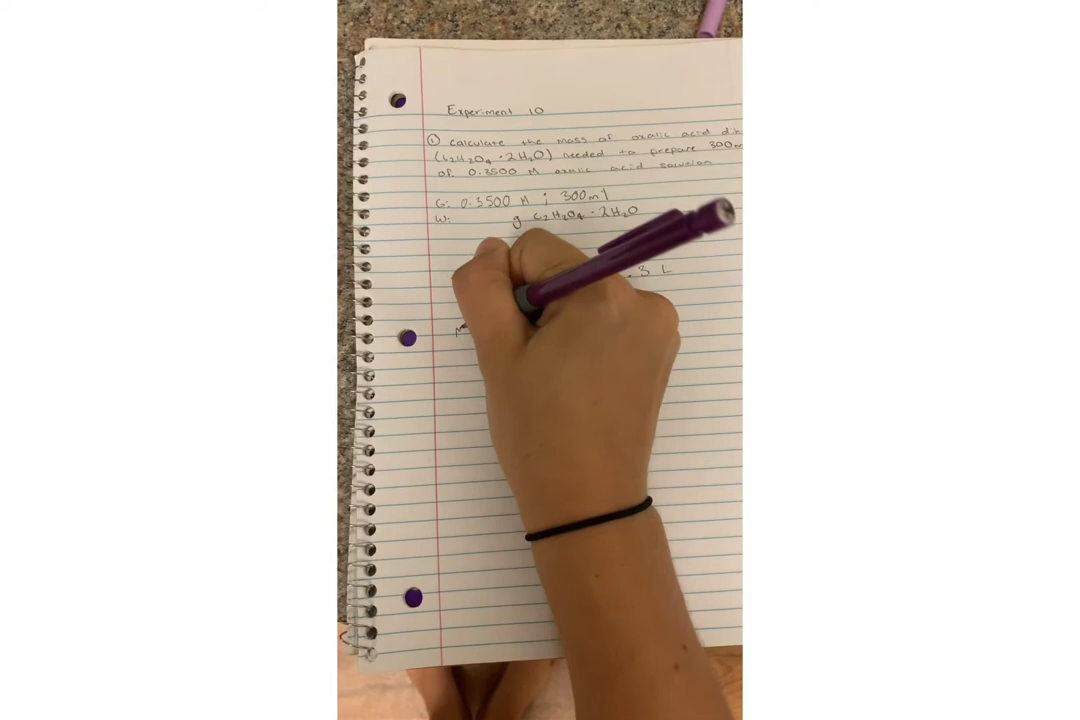 Experiment 10
① Calculate the mass of oxalic acid dih
(C₂H₂O₄ · 2H₂O) needed to prepare 300m
of 0.3500 M oxalic acid solution
G: 0.3500 M ; 300ml
W: g C₂H₂O₄ · 2H₂O
.3 L